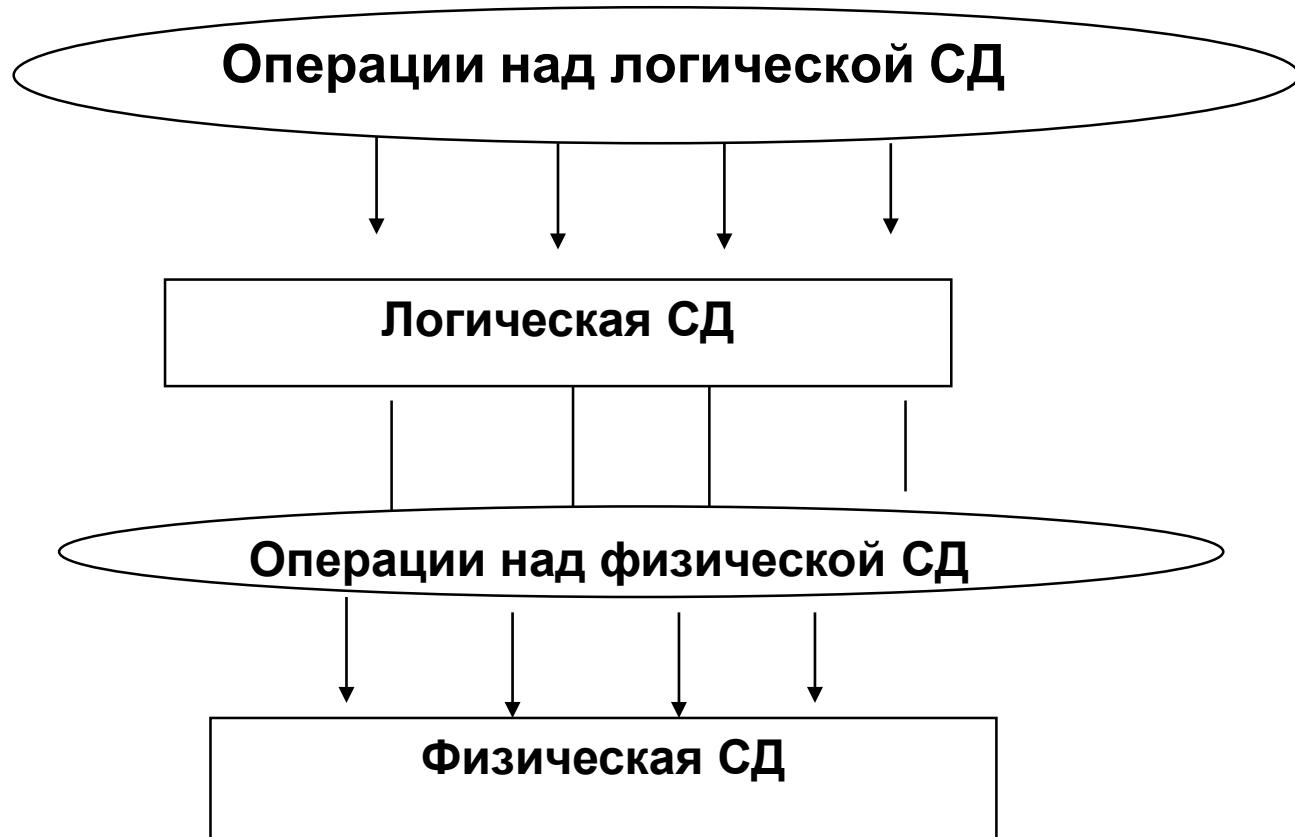 Операции над логической СД
Логическая СД
Операции над физической СД
Физическая СД